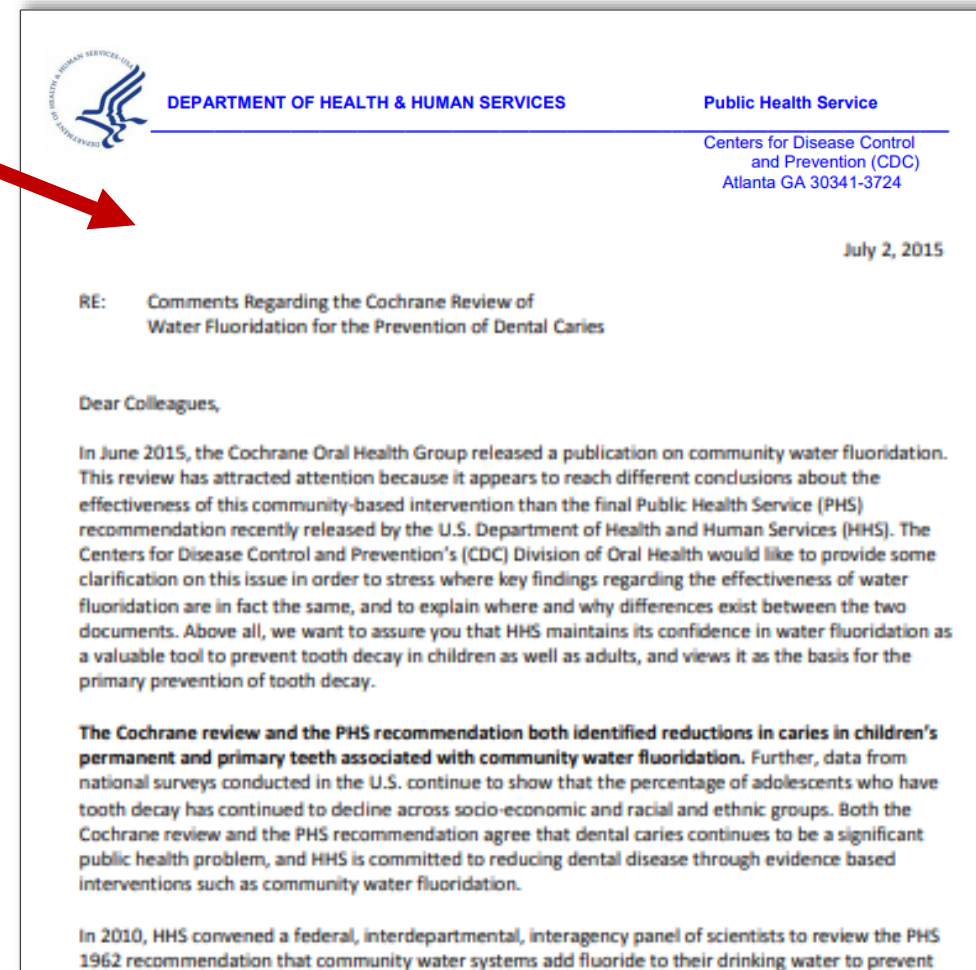 DEPARTMENT OF HEALTH & HUMAN SERVICES
Public Health Service
DEPARTMENT OF HEALTH & HUMAN SERVICES·USA
Centers for Disease Control
and Prevention (CDC)
Atlanta GA 30341-3724
July 2, 2015
RE: Comments Regarding the Cochrane Review of
Water Fluoridation for the Prevention of Dental Caries
Dear Colleagues,
In June 2015, the Cochrane Oral Health Group released a publication on community water fluoridation.
This review has attracted attention because it appears to reach different conclusions about the
effectiveness of this community-based intervention than the final Public Health Service (PHS)
recommendation recently released by the U.S. Department of Health and Human Services (HHS). The
Centers for Disease Control and Prevention's (CDC) Division of Oral Health would like to provide some
clarification on this issue in order to stress where key findings regarding the effectiveness of water
fluoridation are in fact the same, and to explain where and why differences exist between the two
documents. Above all, we want to assure you that HHS maintains its confidence in water fluoridation as
a valuable tool to prevent tooth decay in children as well as adults, and views it as the basis for the
primary prevention of tooth decay.
The Cochrane review and the PHS recommendation both identified reductions in caries in children's
permanent and primary teeth associated with community water fluoridation. Further, data from
national surveys conducted in the U.S. continue to show that the percentage of adolescents who have
tooth decay has continued to decline across socio-economic and racial and ethnic groups. Both the
Cochrane review and the PHS recommendation agree that dental caries continues to be a significant
public health problem, and HHS is committed to reducing dental disease through evidence based
interventions such as community water fluoridation.
In 2010, HHS convened a federal, interdepartmental, interagency panel of scientists to review the PHS
1962 recommendation that community water systems add fluoride to their drinking water to prevent